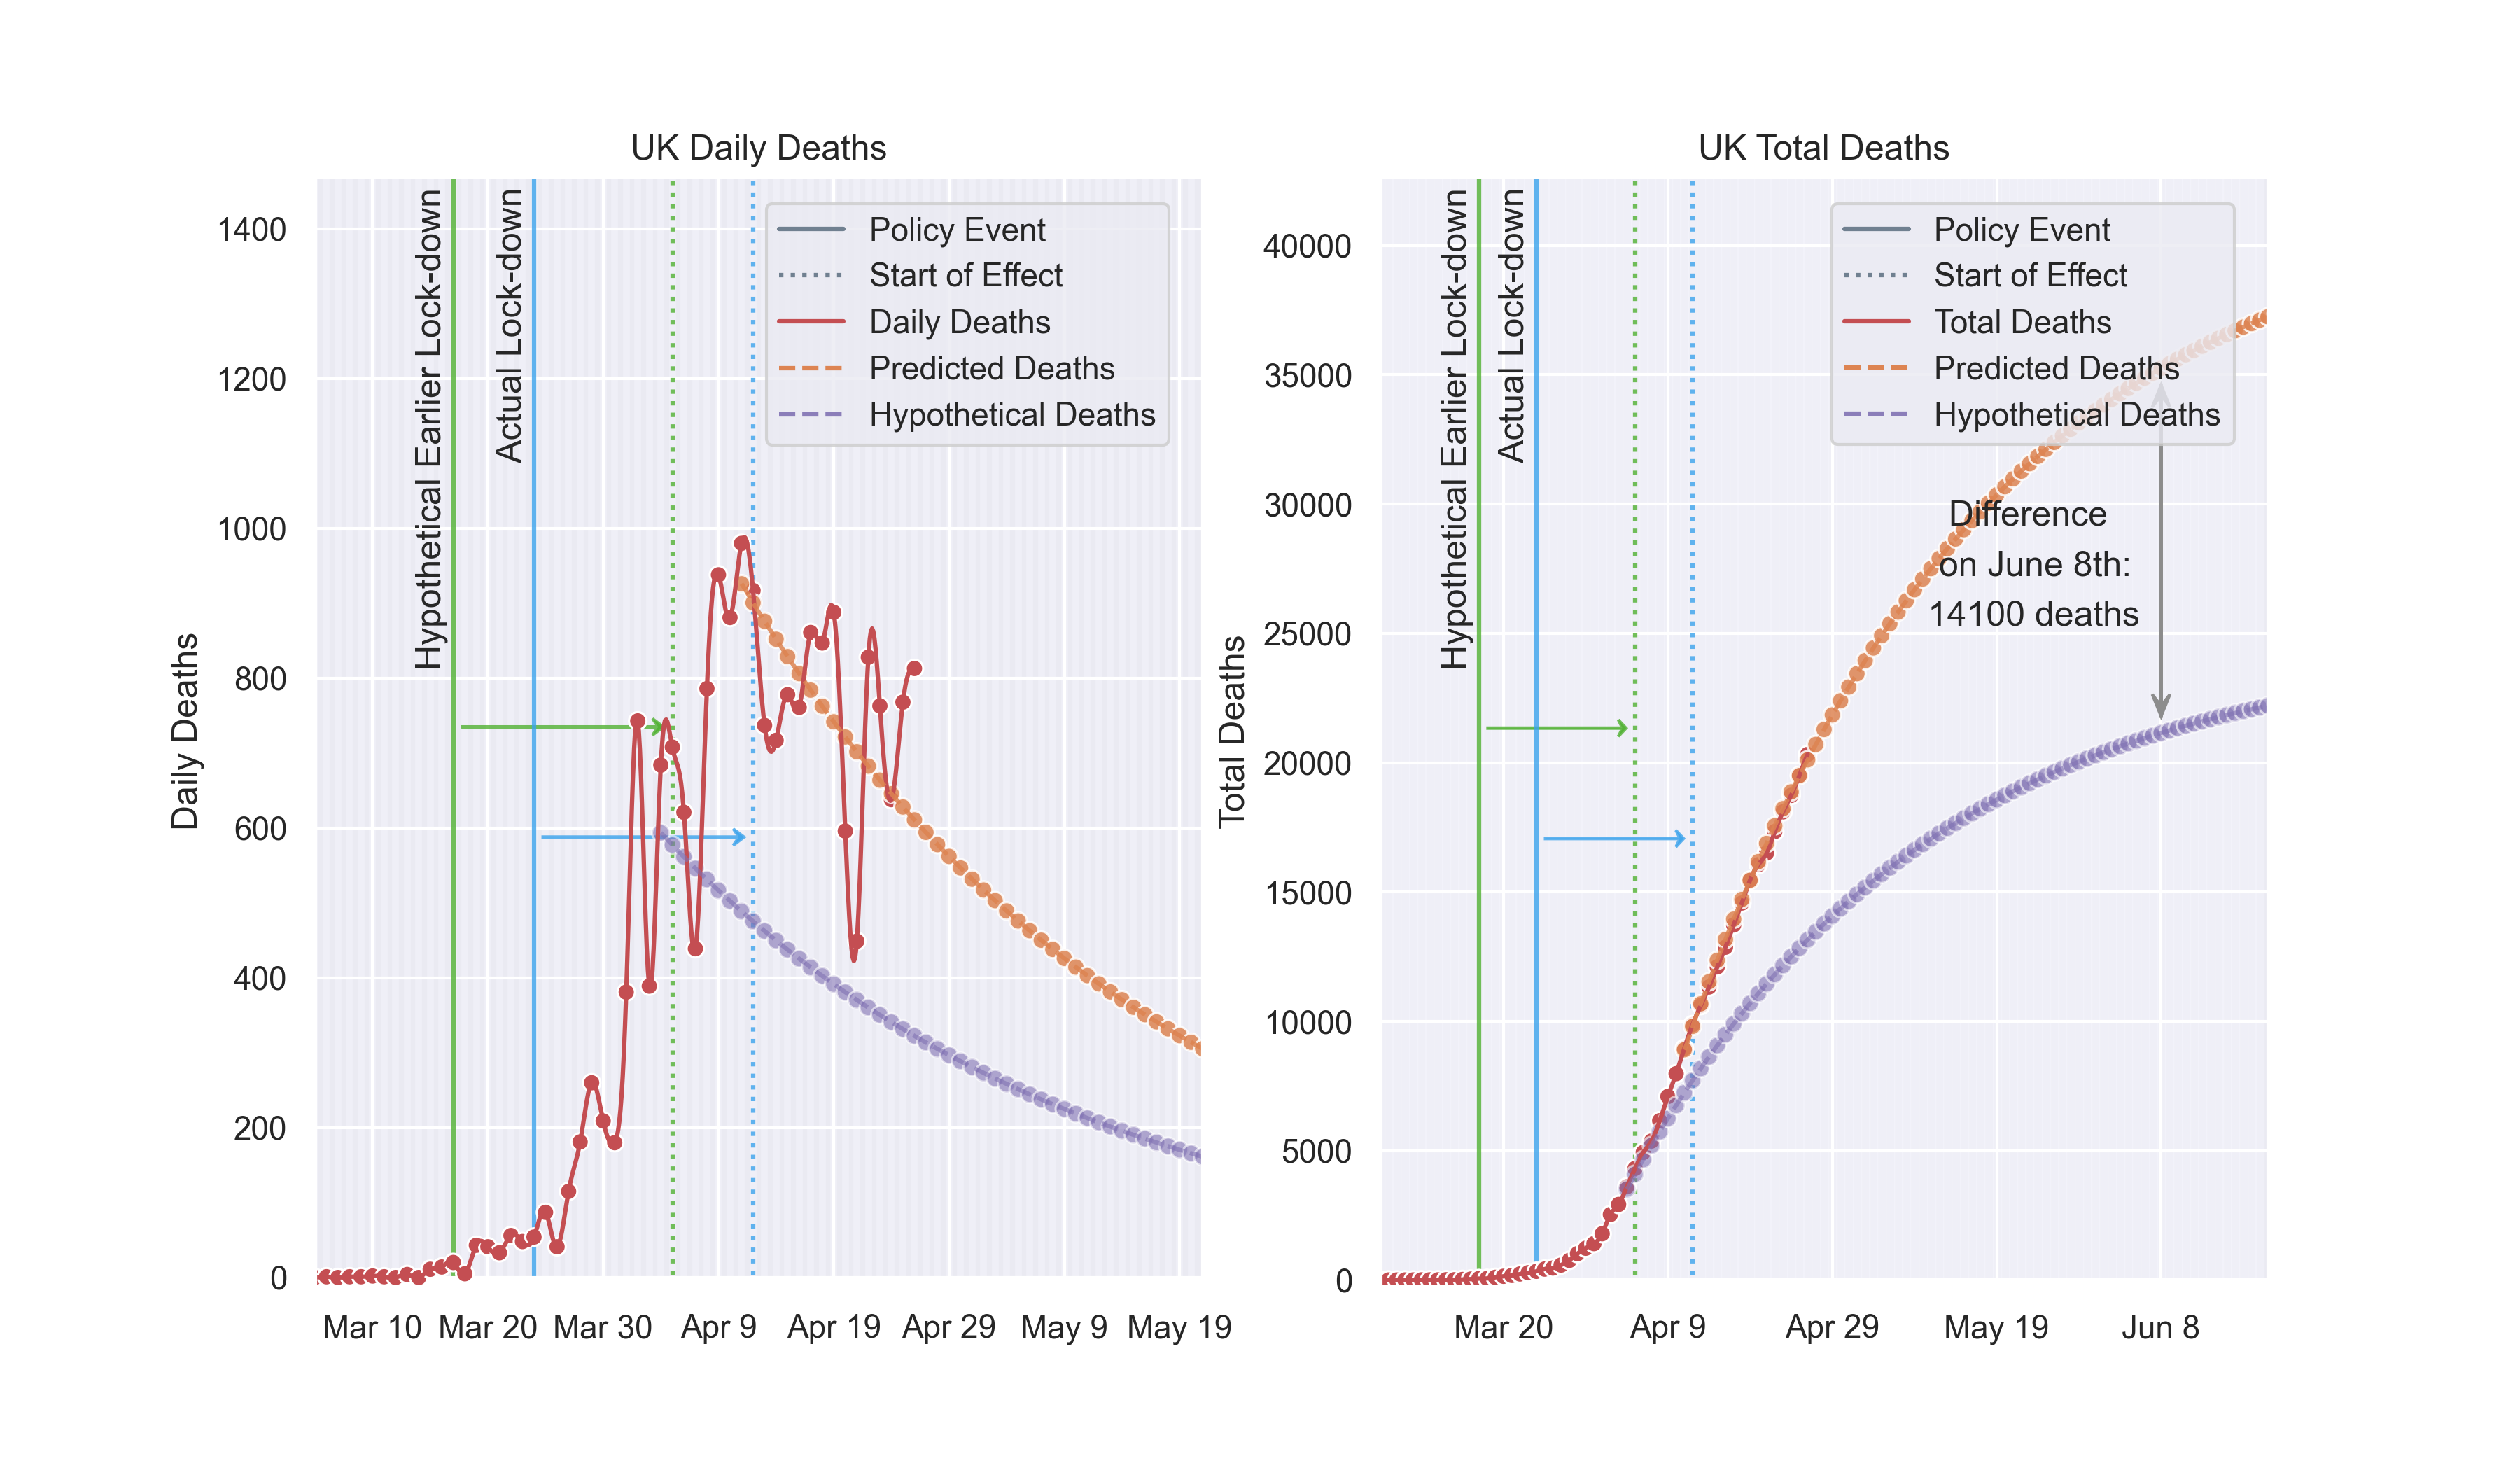 UK Daily Deaths
Daily Deaths
1400
1200
1000
800
600
400
200
0
Mar 10
Mar 20
Mar 30
Apr 9
Apr 19
Apr 29
May 9
May 19
Hypothetical Earlier Lock-down
Actual Lock-down
Policy Event
Start of Effect
Daily Deaths
Predicted Deaths
Hypothetical Deaths
UK Total Deaths
Total Deaths
40000
35000
30000
25000
20000
15000
10000
5000
0
Mar 20
Apr 9
Apr 29
May 19
Jun 8
Hypothetical Earlier Lock-down
Actual Lock-down
Policy Event
Start of Effect
Total Deaths
Predicted Deaths
Hypothetical Deaths
Difference
on June 8th:
14100 deaths